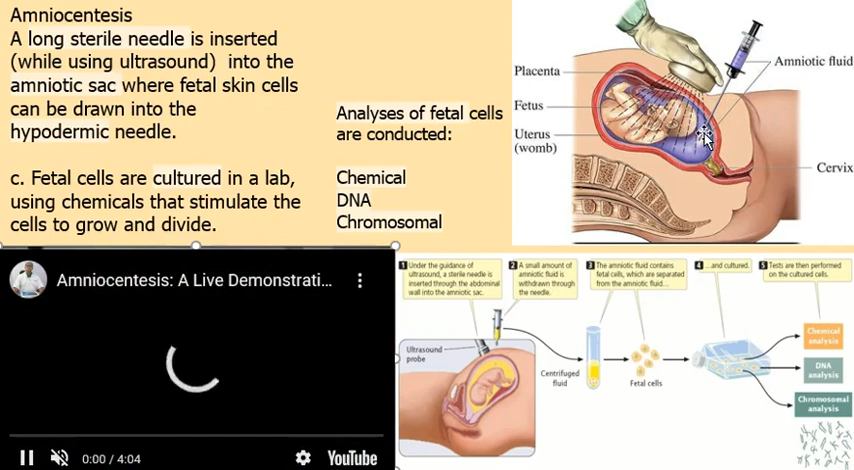 Amniocentesis
A long sterile needle is inserted
(while using ultrasound) into the
amniotic sac where fetal skin cells
can be drawn into the
hypodermic needle.
c. Fetal cells are cultured in a lab,
using chemicals that stimulate the
cells to grow and divide.
Analyses of fetal cells
are conducted:
Chemical
DNA
Chromosomal
Placenta
Fetus
Uterus
(womb)
Amniotic fluid
Cervix
Amniocentesis: A Live Demonstrati...
0:00 / 4:04
YouTube
1 Under the guidance of
ultrasound, a sterile needle is
inserted through the abdominal
wall into the amniotic sac.
2 A small amount of
amniotic fluid is
withdrawn through
the needle.
3 The amniotic fluid contains
fetal cells, which are separated
from the amniotic fluid...
4 ...and cultured.
5 Tests are then performed
on the cultured cells.
Ultrasound
probe
Centrifuged
fluid
Fetal cells
Chemical
analysis
DNA
analysis
Chromosomal
analysis